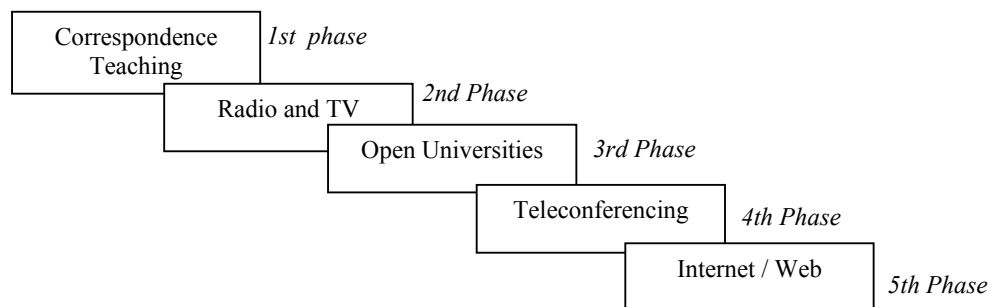 Correspondence
Teaching
1st phase
Radio and TV
2nd Phase
Open Universities
3rd Phase
Teleconferencing
4th Phase
Internet / Web
5th Phase